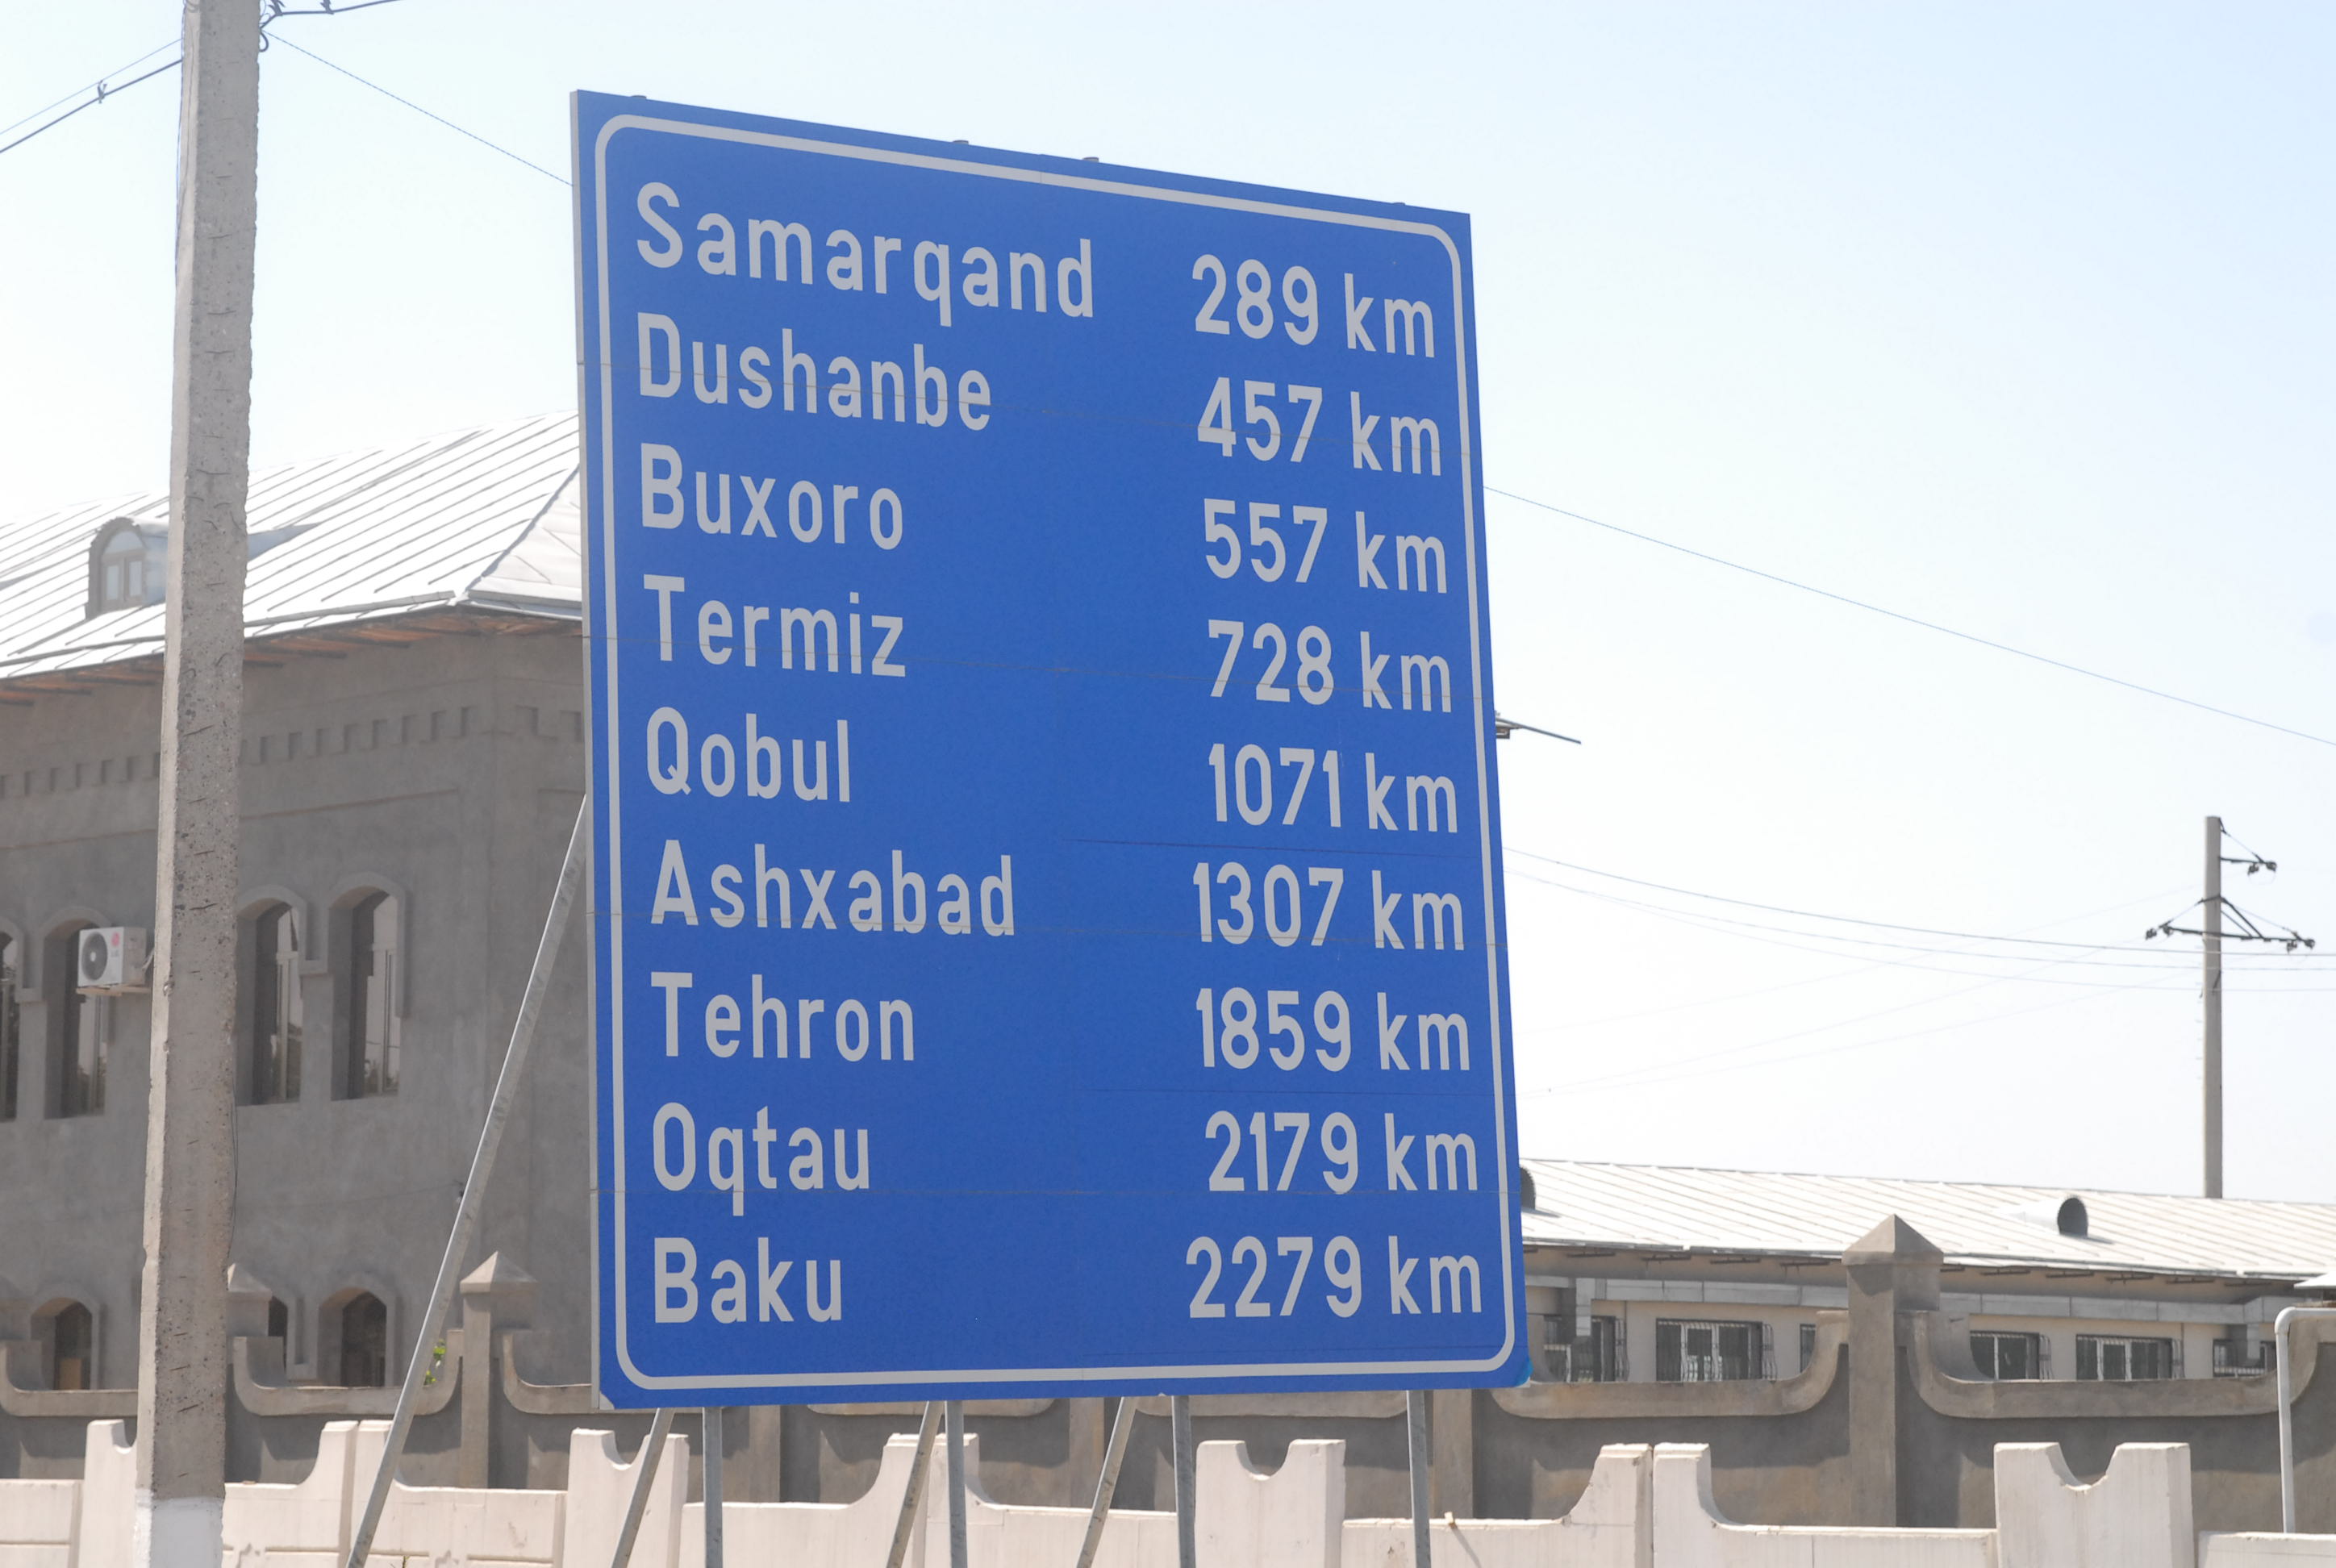 Samarqand 289 km
Dushanbe 457 km
Buxoro 557 km
Termiz 728 km
Qobul 1071 km
Ashxabad 1307 km
Tehron 1859 km
Oqtau 2179 km
Baku 2279 km